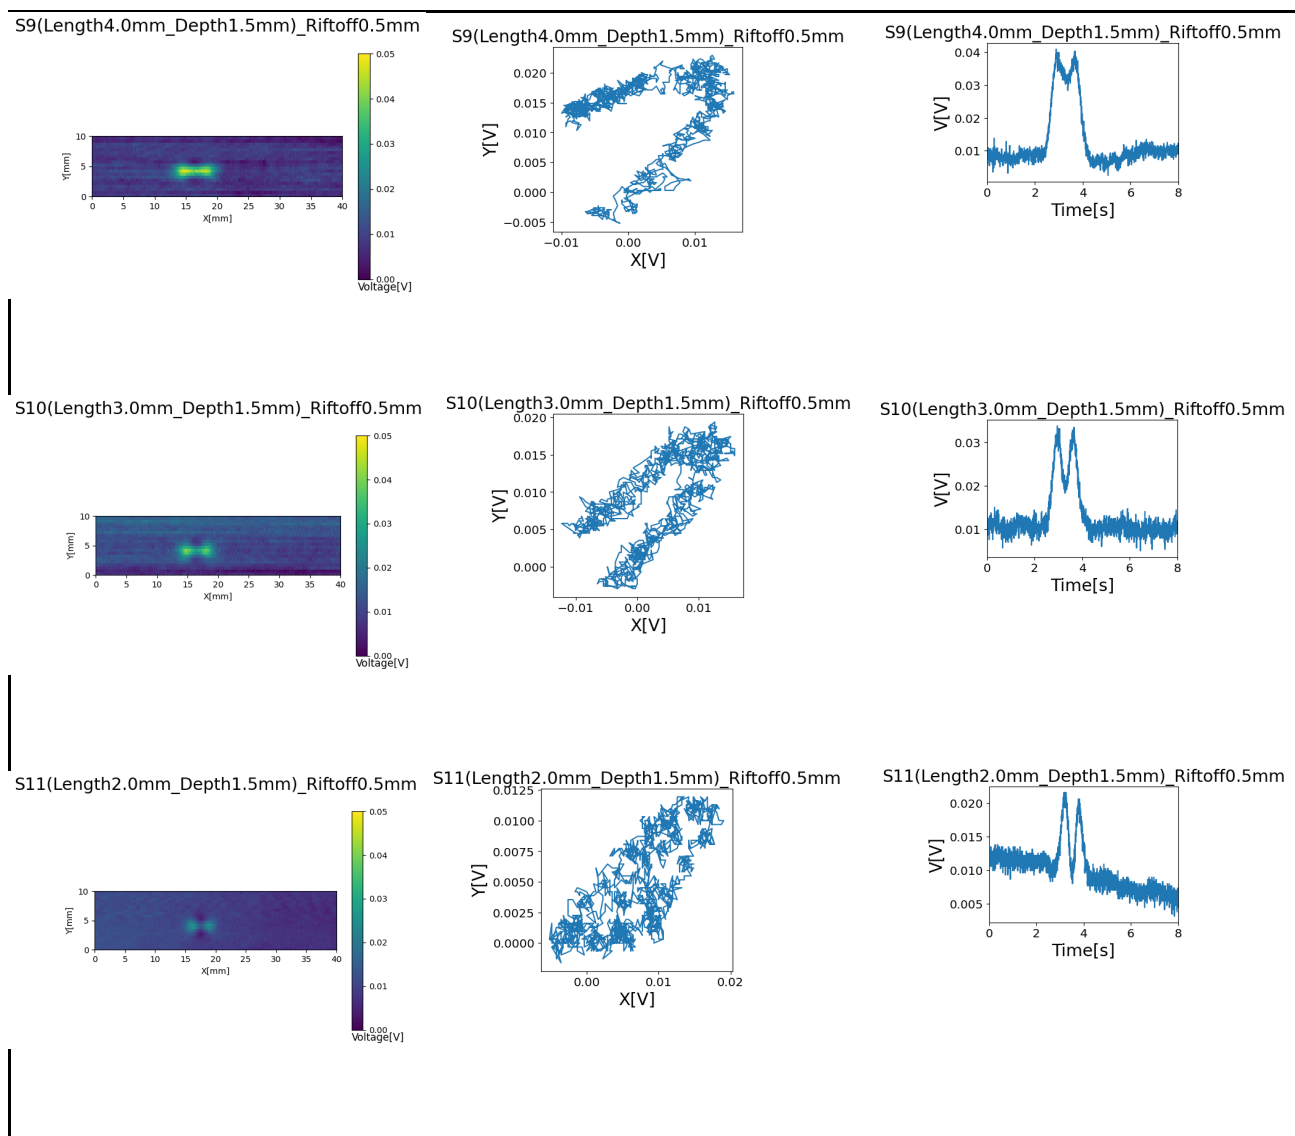 S9(Length4.0mm_Depth1.5mm)_Riftoff0.5mm
0.05
0.04
0.03
0.02
0.01
0.00
Voltage[V]
10
5
0
Y[mm]
0 5 10 15 20 25 30 35 40
X[mm]
S9(Length4.0mm_Depth1.5mm)_Riftoff0.5mm
0.020
0.015
0.010
0.005
0.000
−0.005
Y[V]
−0.01 0.00 0.01
X[V]
S9(Length4.0mm_Depth1.5mm)_Riftoff0.5mm
0.04
0.03
0.02
0.01
V[V]
0 2 4 6 8
Time[s]
S10(Length3.0mm_Depth1.5mm)_Riftoff0.5mm
0.05
0.04
0.03
0.02
0.01
0.00
Voltage[V]
10
5
0
Y[mm]
0 5 10 15 20 25 30 35 40
X[mm]
S10(Length3.0mm_Depth1.5mm)_Riftoff0.5mm
0.020
0.015
0.010
0.005
0.000
Y[V]
−0.01 0.00 0.01
X[V]
S10(Length3.0mm_Depth1.5mm)_Riftoff0.5mm
0.03
0.02
0.01
V[V]
0 2 4 6 8
Time[s]
S11(Length2.0mm_Depth1.5mm)_Riftoff0.5mm
0.05
0.04
0.03
0.02
0.01
0.00
Voltage[V]
10
5
0
Y[mm]
0 5 10 15 20 25 30 35 40
X[mm]
S11(Length2.0mm_Depth1.5mm)_Riftoff0.5mm
0.0125
0.0100
0.0075
0.0050
0.0025
0.0000
Y[V]
0.00 0.01 0.02
X[V]
S11(Length2.0mm_Depth1.5mm)_Riftoff0.5mm
0.020
0.015
0.010
0.005
V[V]
0 2 4 6 8
Time[s]